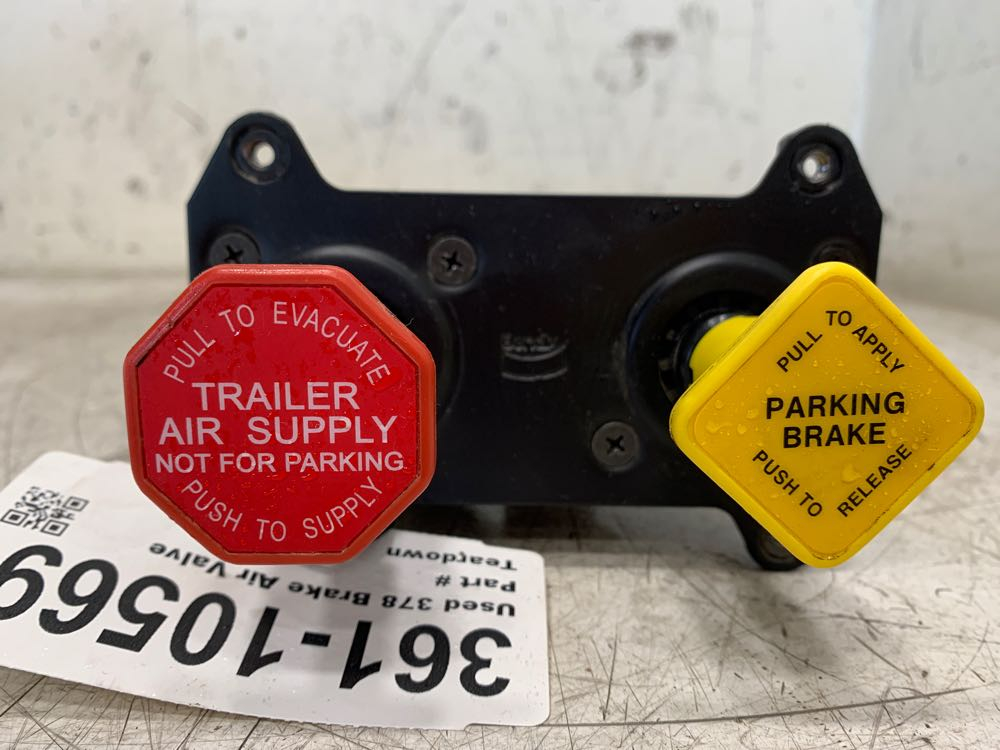 PULL TO EVACUATE
TRAILER
AIR SUPPLY
NOT FOR PARKING
PUSH TO SUPPLY
PULL TO APPLY
PARKING
BRAKE
PUSH TO RELEASE
361-10569
Used 378 Brake Air Valve
Part #
Teardown